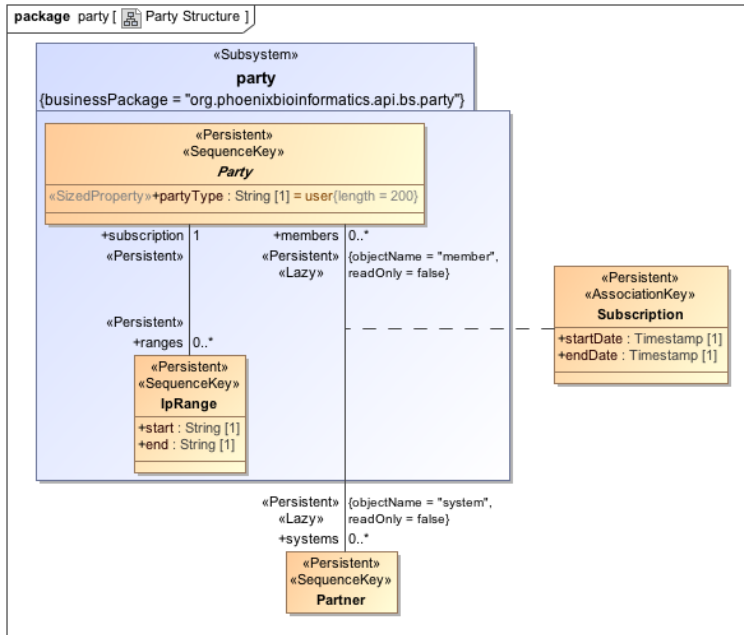 package party [ Party Structure ]
«Subsystem»
party
{businessPackage = "org.phoenixbioinformatics.api.bs.party"}
«Persistent»
«SequenceKey»
Party
«SizedProperty»+partyType : String [1] = user{length = 200}
+subscription 1
«Persistent»
+members 0..*
«Persistent» {objectName = "member",
«Lazy» readOnly = false}
«Persistent»
+ranges 0..*
«Persistent»
«SequenceKey»
IpRange
+start : String [1]
+end : String [1]
«Persistent»
«AssociationKey»
Subscription
+startDate : Timestamp [1]
+endDate : Timestamp [1]
«Persistent» {objectName = "system",
«Lazy» readOnly = false}
+systems 0..*
«Persistent»
«SequenceKey»
Partner